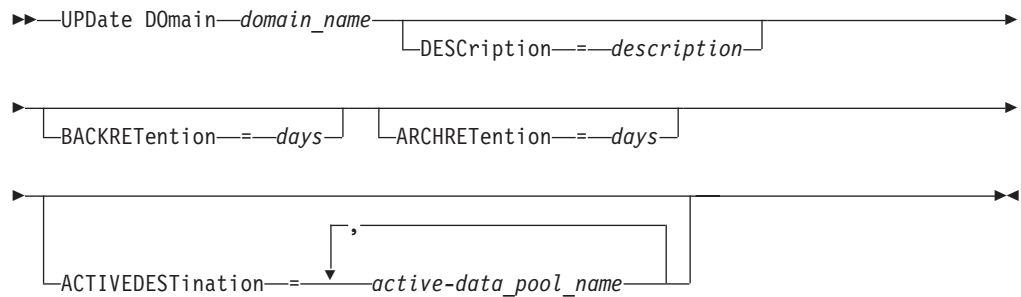 UPDate DOmain domain_name
DESCription = description
BACKRETention = days ARCHRETention = days
,
ACTIVEDESTination = active-data_pool_name